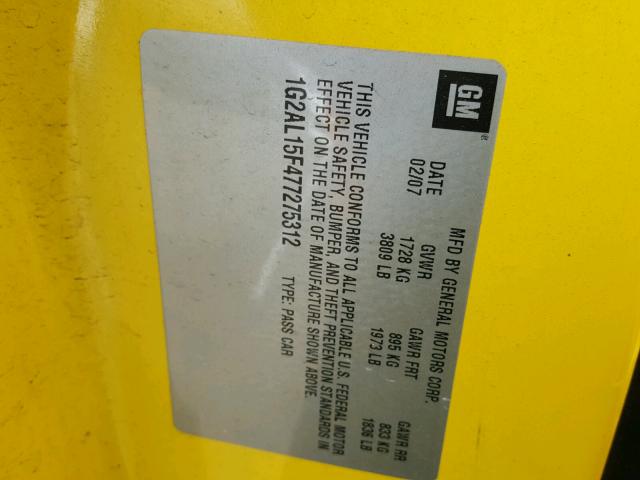 GM
MFD BY GENERAL MOTORS CORP.
DATE GVWR GAWR FRT GAWR RR
02/07 1728 KG 895 KG 833 KG
3809 LB 1973 LB 1836 LB
THIS VEHICLE CONFORMS TO ALL APPLICABLE U.S. FEDERAL MOTOR
VEHICLE SAFETY, BUMPER, AND THEFT PREVENTION STANDARDS IN
EFFECT ON THE DATE OF MANUFACTURE SHOWN ABOVE.
1G2AL15F477275312 TYPE: PASS CAR